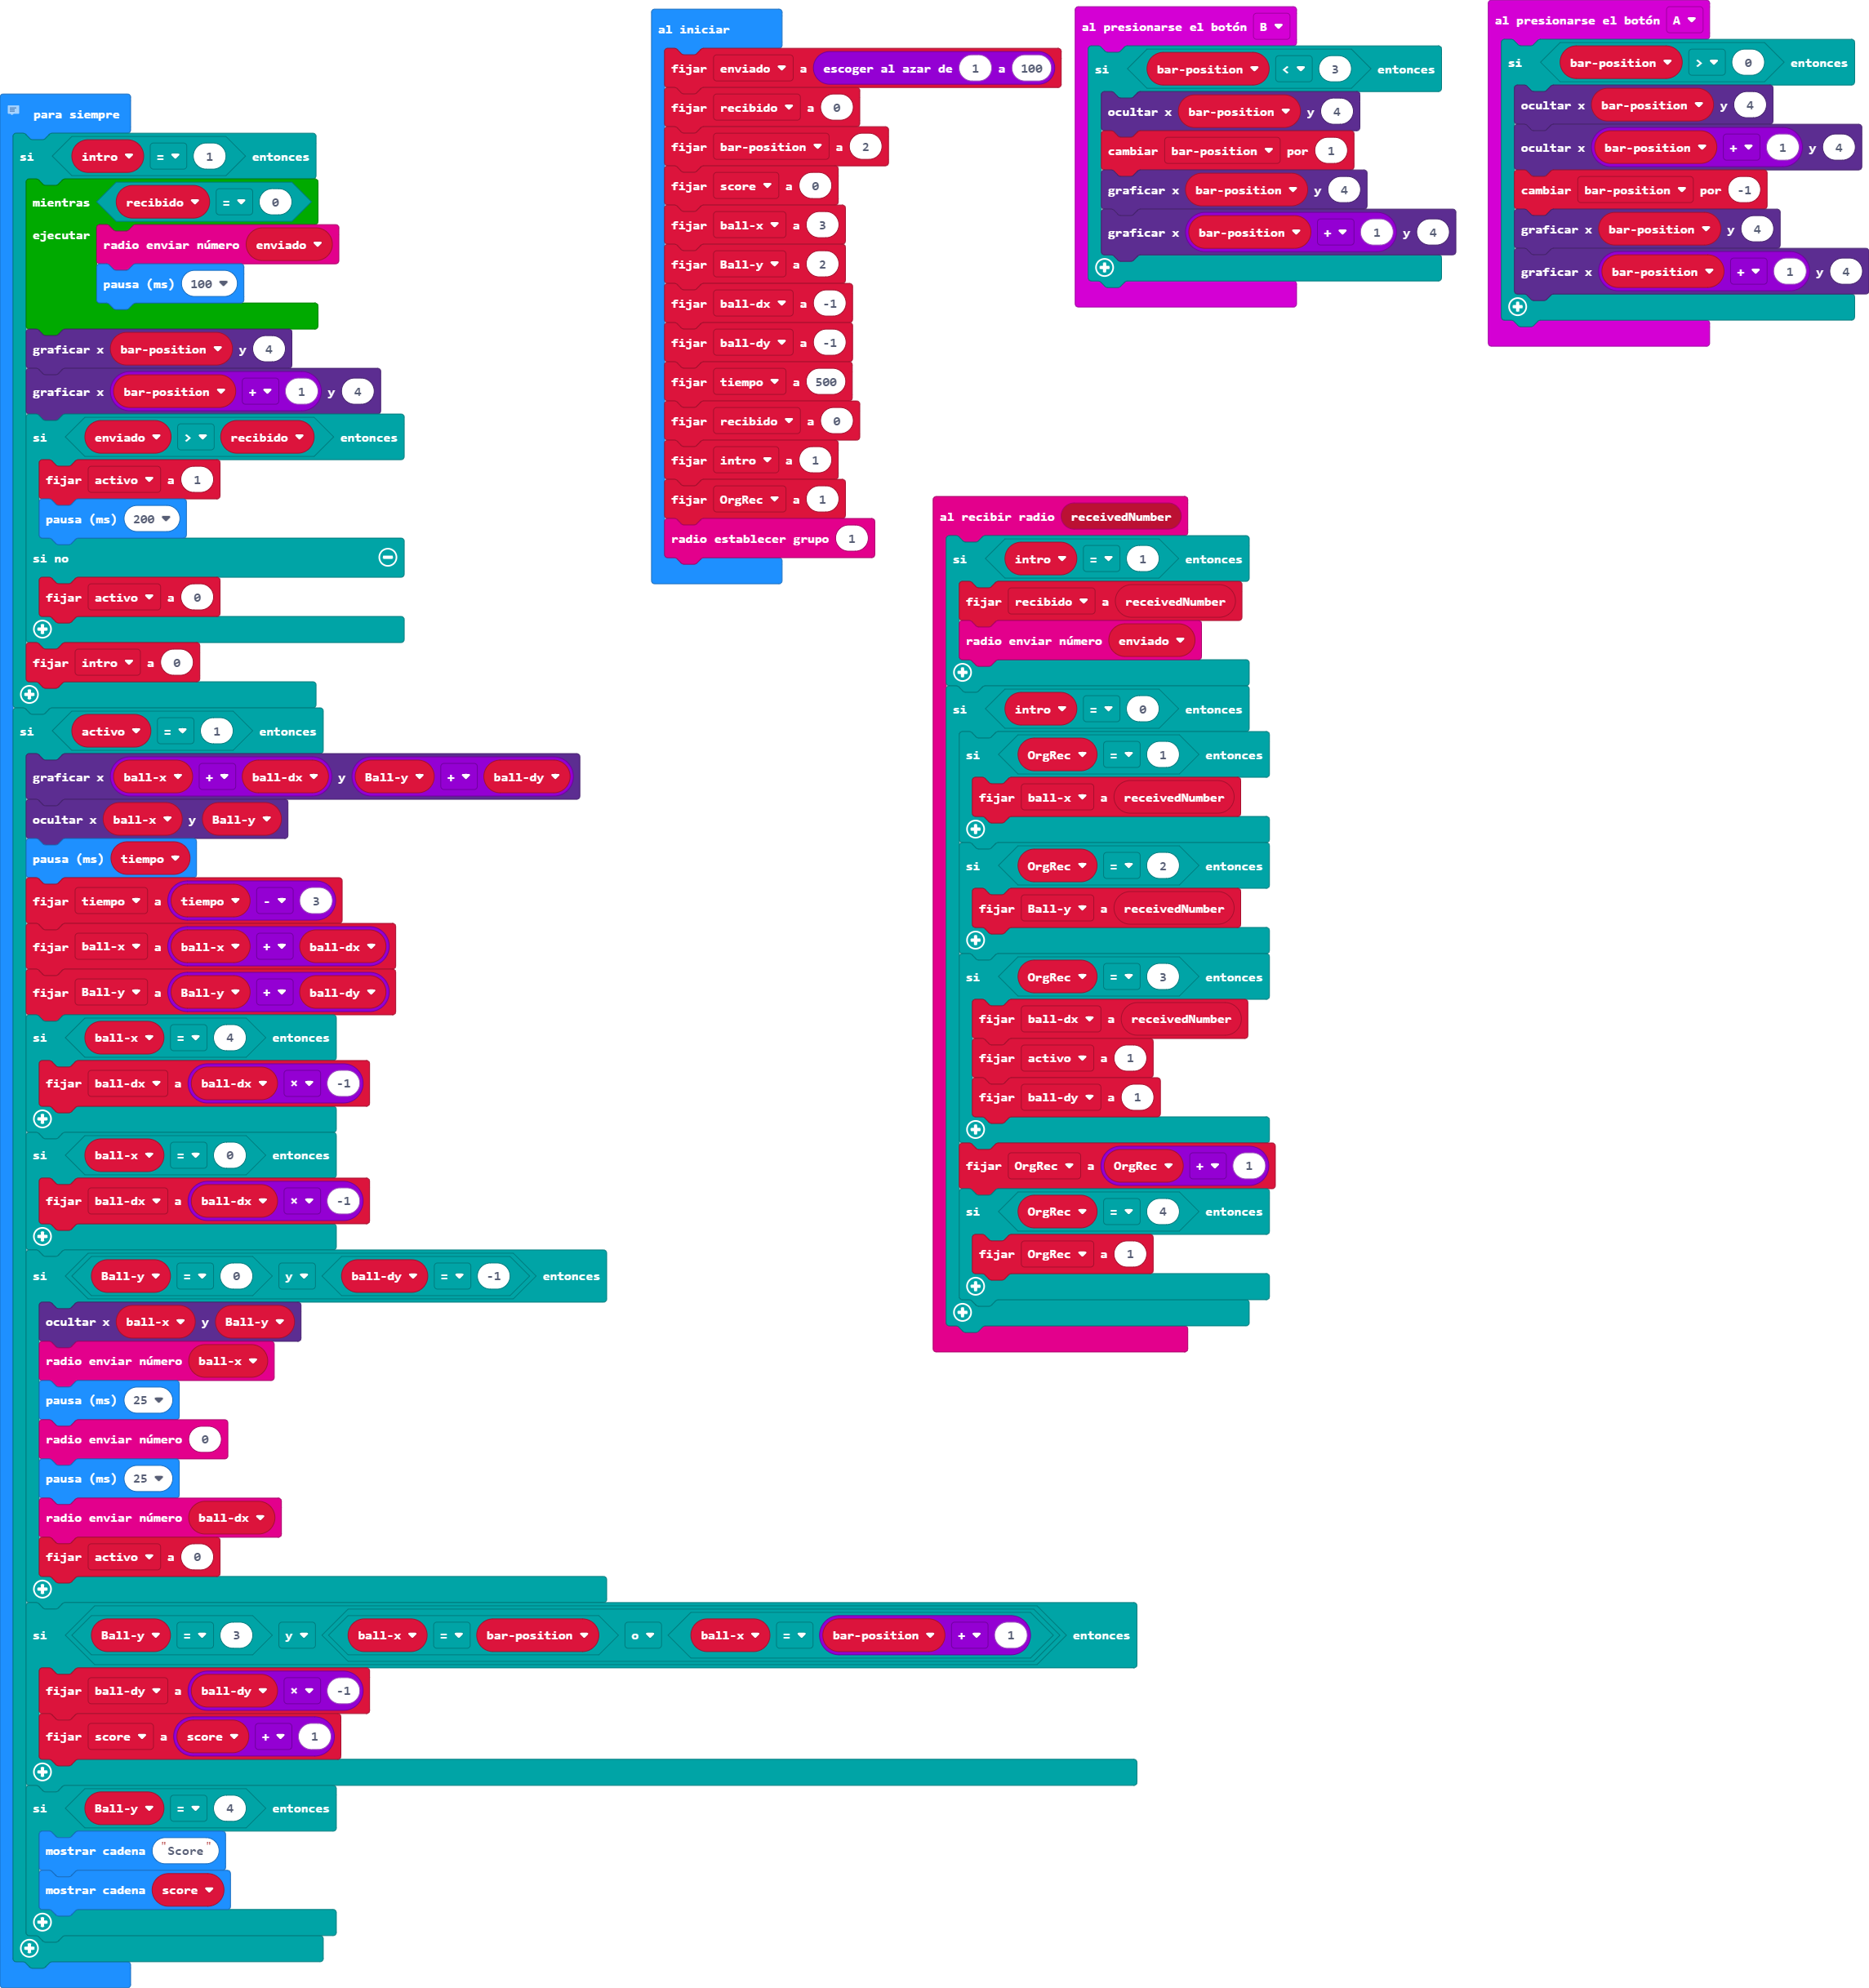 para siempre
si intro = 1 entonces
mientras recibido = 0
ejecutar radio enviar número enviado
pausa (ms) 100
graficar x bar-position y 4
graficar x bar-position + 1 y 4
si enviado > recibido entonces
fijar activo a 1
pausa (ms) 200
si no
fijar activo a 0
fijar intro a 0
si activo = 1 entonces
graficar x ball-x + ball-dx y Ball-y + ball-dy
ocultar x ball-x y Ball-y
pausa (ms) tiempo
fijar tiempo a tiempo - 3
fijar ball-x a ball-x + ball-dx
fijar Ball-y a Ball-y + ball-dy
si ball-x = 4 entonces
fijar ball-dx a ball-dx × -1
si ball-x = 0 entonces
fijar ball-dx a ball-dx × -1
si Ball-y = 0 y ball-dy = -1 entonces
ocultar x ball-x y Ball-y
radio enviar número ball-x
pausa (ms) 25
radio enviar número 0
pausa (ms) 25
radio enviar número ball-dx
fijar activo a 0
si Ball-y = 3 y ball-x = bar-position o ball-x = bar-position + 1 entonces
fijar ball-dy a ball-dy × -1
fijar score a score + 1
si Ball-y = 4 entonces
mostrar cadena "Score"
mostrar cadena score
al iniciar
fijar enviado a escoger al azar de 1 a 100
fijar recibido a 0
fijar bar-position a 2
fijar score a 0
fijar ball-x a 3
fijar Ball-y a 2
fijar ball-dx a -1
fijar ball-dy a -1
fijar tiempo a 500
fijar recibido a 0
fijar intro a 1
fijar OrgRec a 1
radio establecer grupo 1
al presionarse el botón B
si bar-position < 3 entonces
ocultar x bar-position y 4
cambiar bar-position por 1
graficar x bar-position y 4
graficar x bar-position + 1 y 4
al presionarse el botón A
si bar-position > 0 entonces
ocultar x bar-position y 4
ocultar x bar-position + 1 y 4
cambiar bar-position por -1
graficar x bar-position y 4
graficar x bar-position + 1 y 4
al recibir radio receivedNumber
si intro = 1 entonces
fijar recibido a receivedNumber
radio enviar número enviado
si intro = 0 entonces
si OrgRec = 1 entonces
fijar ball-x a receivedNumber
si OrgRec = 2 entonces
fijar Ball-y a receivedNumber
si OrgRec = 3 entonces
fijar ball-dx a receivedNumber
fijar activo a 1
fijar ball-dy a 1
fijar OrgRec a OrgRec + 1
si OrgRec = 4 entonces
fijar OrgRec a 1